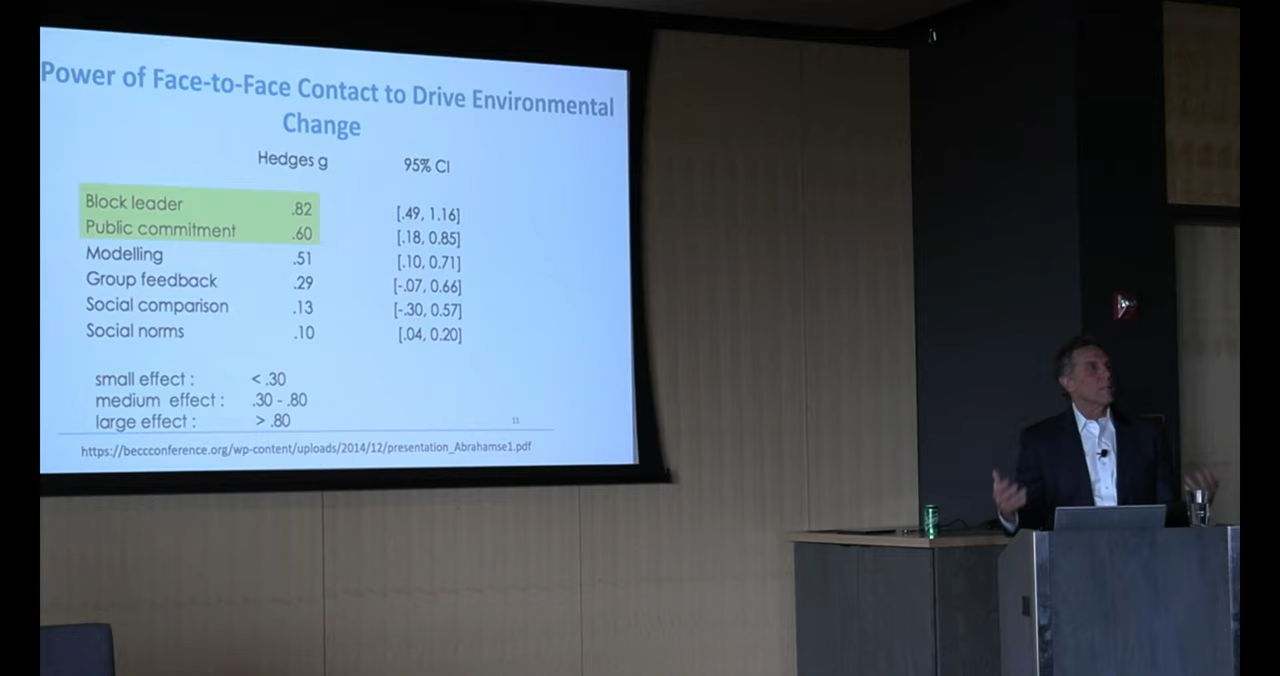 Power of Face-to-Face Contact to Drive Environmental
Change
Hedges g 95% CI
Block leader .82 [.49, 1.16]
Public commitment .60 [.18, 0.85]
Modelling .51 [.10, 0.71]
Group feedback .29 [-.07, 0.66]
Social comparison .13 [-.30, 0.57]
Social norms .10 [.04, 0.20]
small effect : < .30
medium effect : .30 - .80
large effect : > .80
11
https://beccconference.org/wp-content/uploads/2014/12/presentation_Abrahamse1.pdf